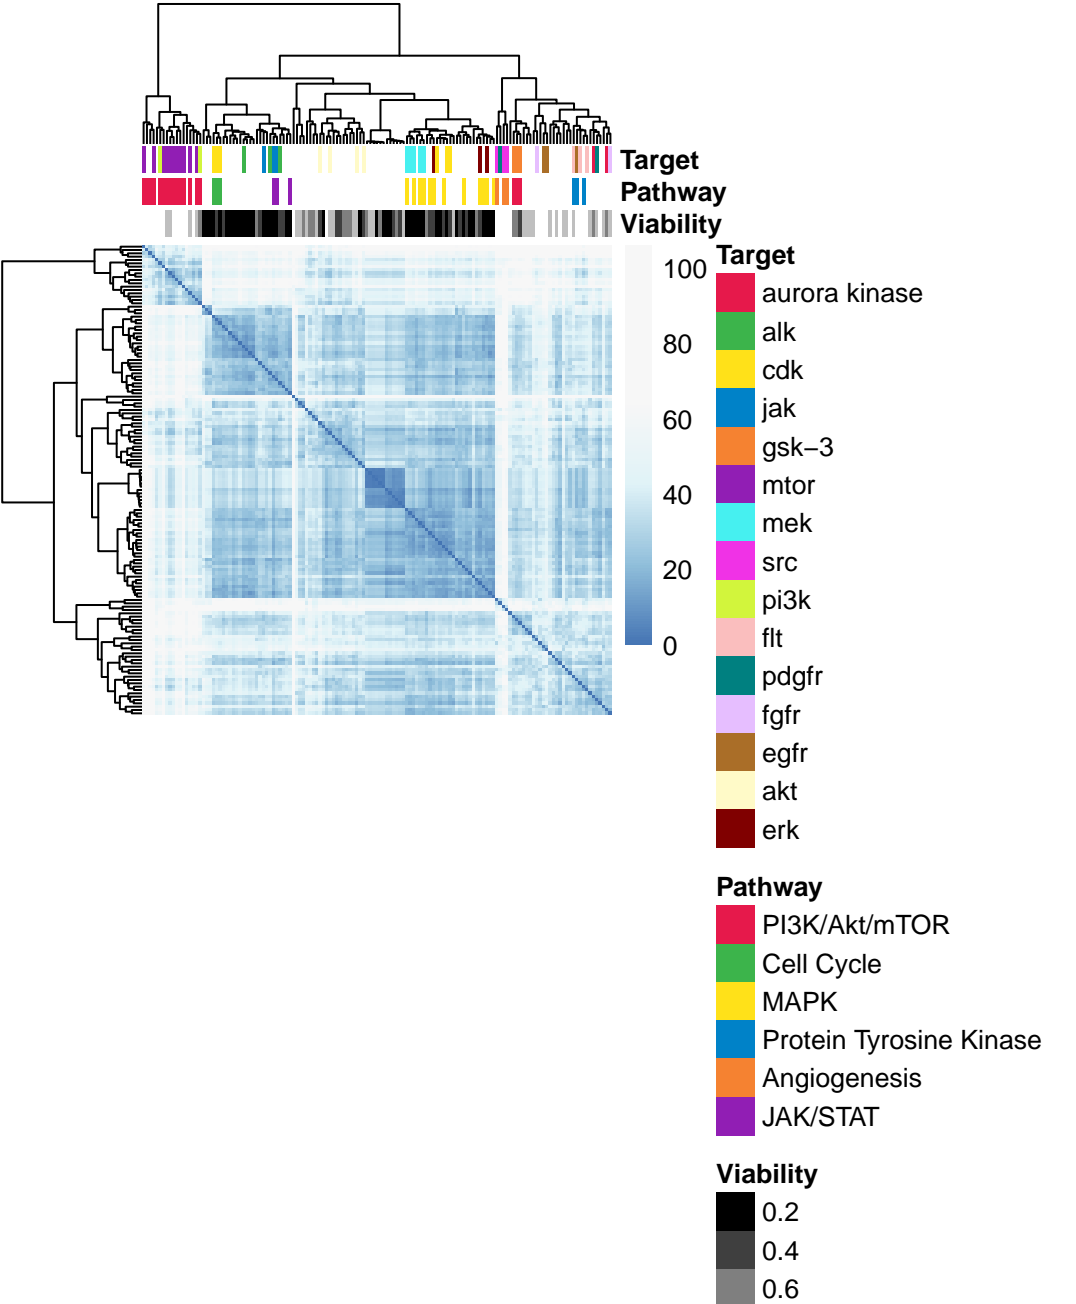 Target
Pathway
Viability
100
80
60
40
20
0
Target
aurora kinase
alk
cdk
jak
gsk−3
mtor
mek
src
pi3k
flt
pdgfr
fgfr
egfr
akt
erk
Pathway
PI3K/Akt/mTOR
Cell Cycle
MAPK
Protein Tyrosine Kinase
Angiogenesis
JAK/STAT
Viability
0.2
0.4
0.6